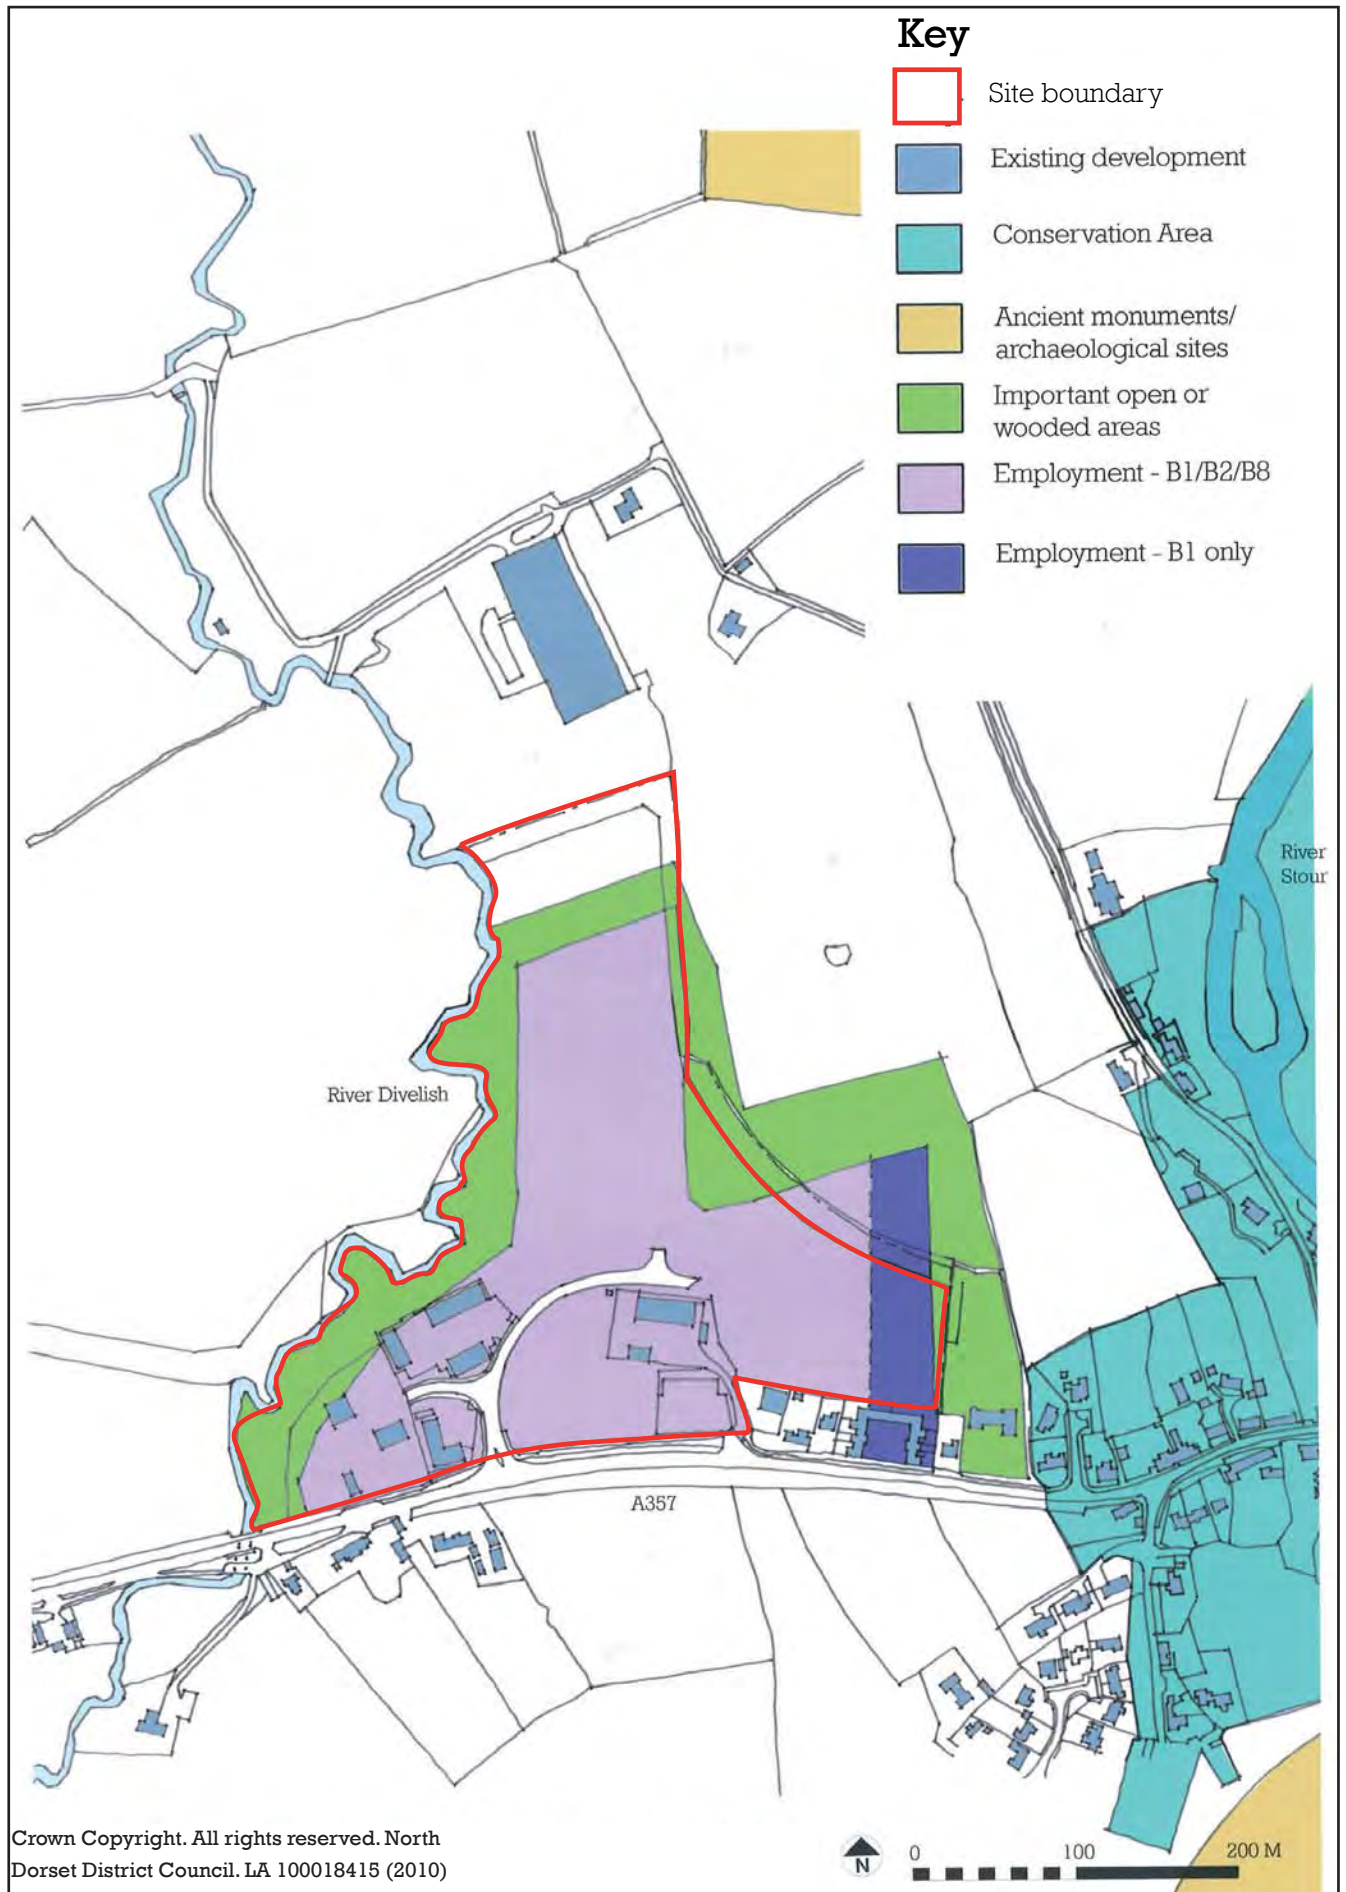 Key
Site boundary
Existing development
Conservation Area
Ancient monuments/
archaeological sites
Important open or
wooded areas
Employment - B1/B2/B8
Employment - B1 only
River
Stour
River Divelish
A357
Crown Copyright. All rights reserved. North
Dorset District Council. LA 100018415 (2010)
N
0 100 200 M